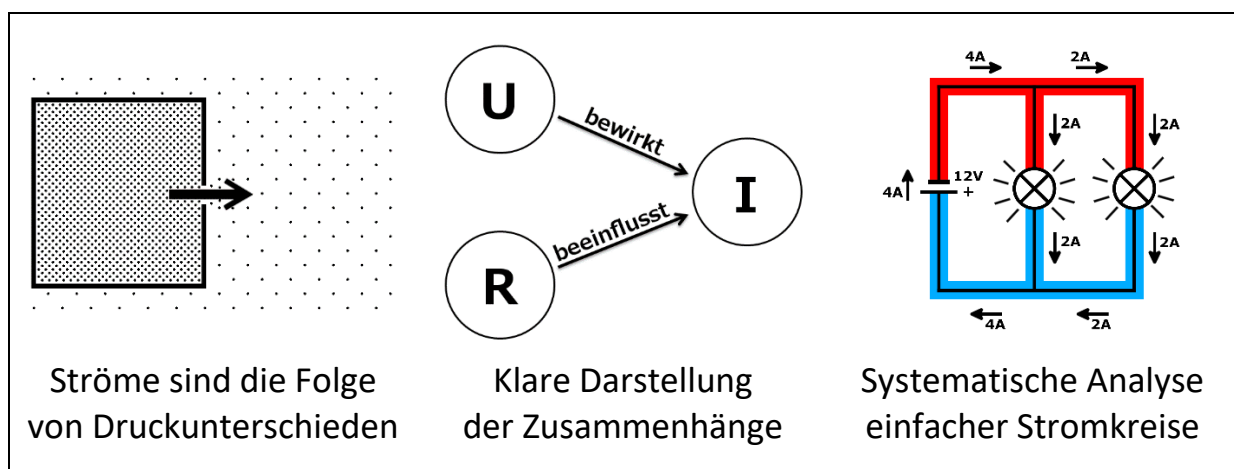 U
bewirkt
I
R
beeinflusst
4A
2A
2A
2A
4A
12V
+
2A
2A
4A
2A
Ströme sind die Folge
von Druckunterschieden
Klare Darstellung
der Zusammenhänge
Systematische Analyse
einfacher Stromkreise